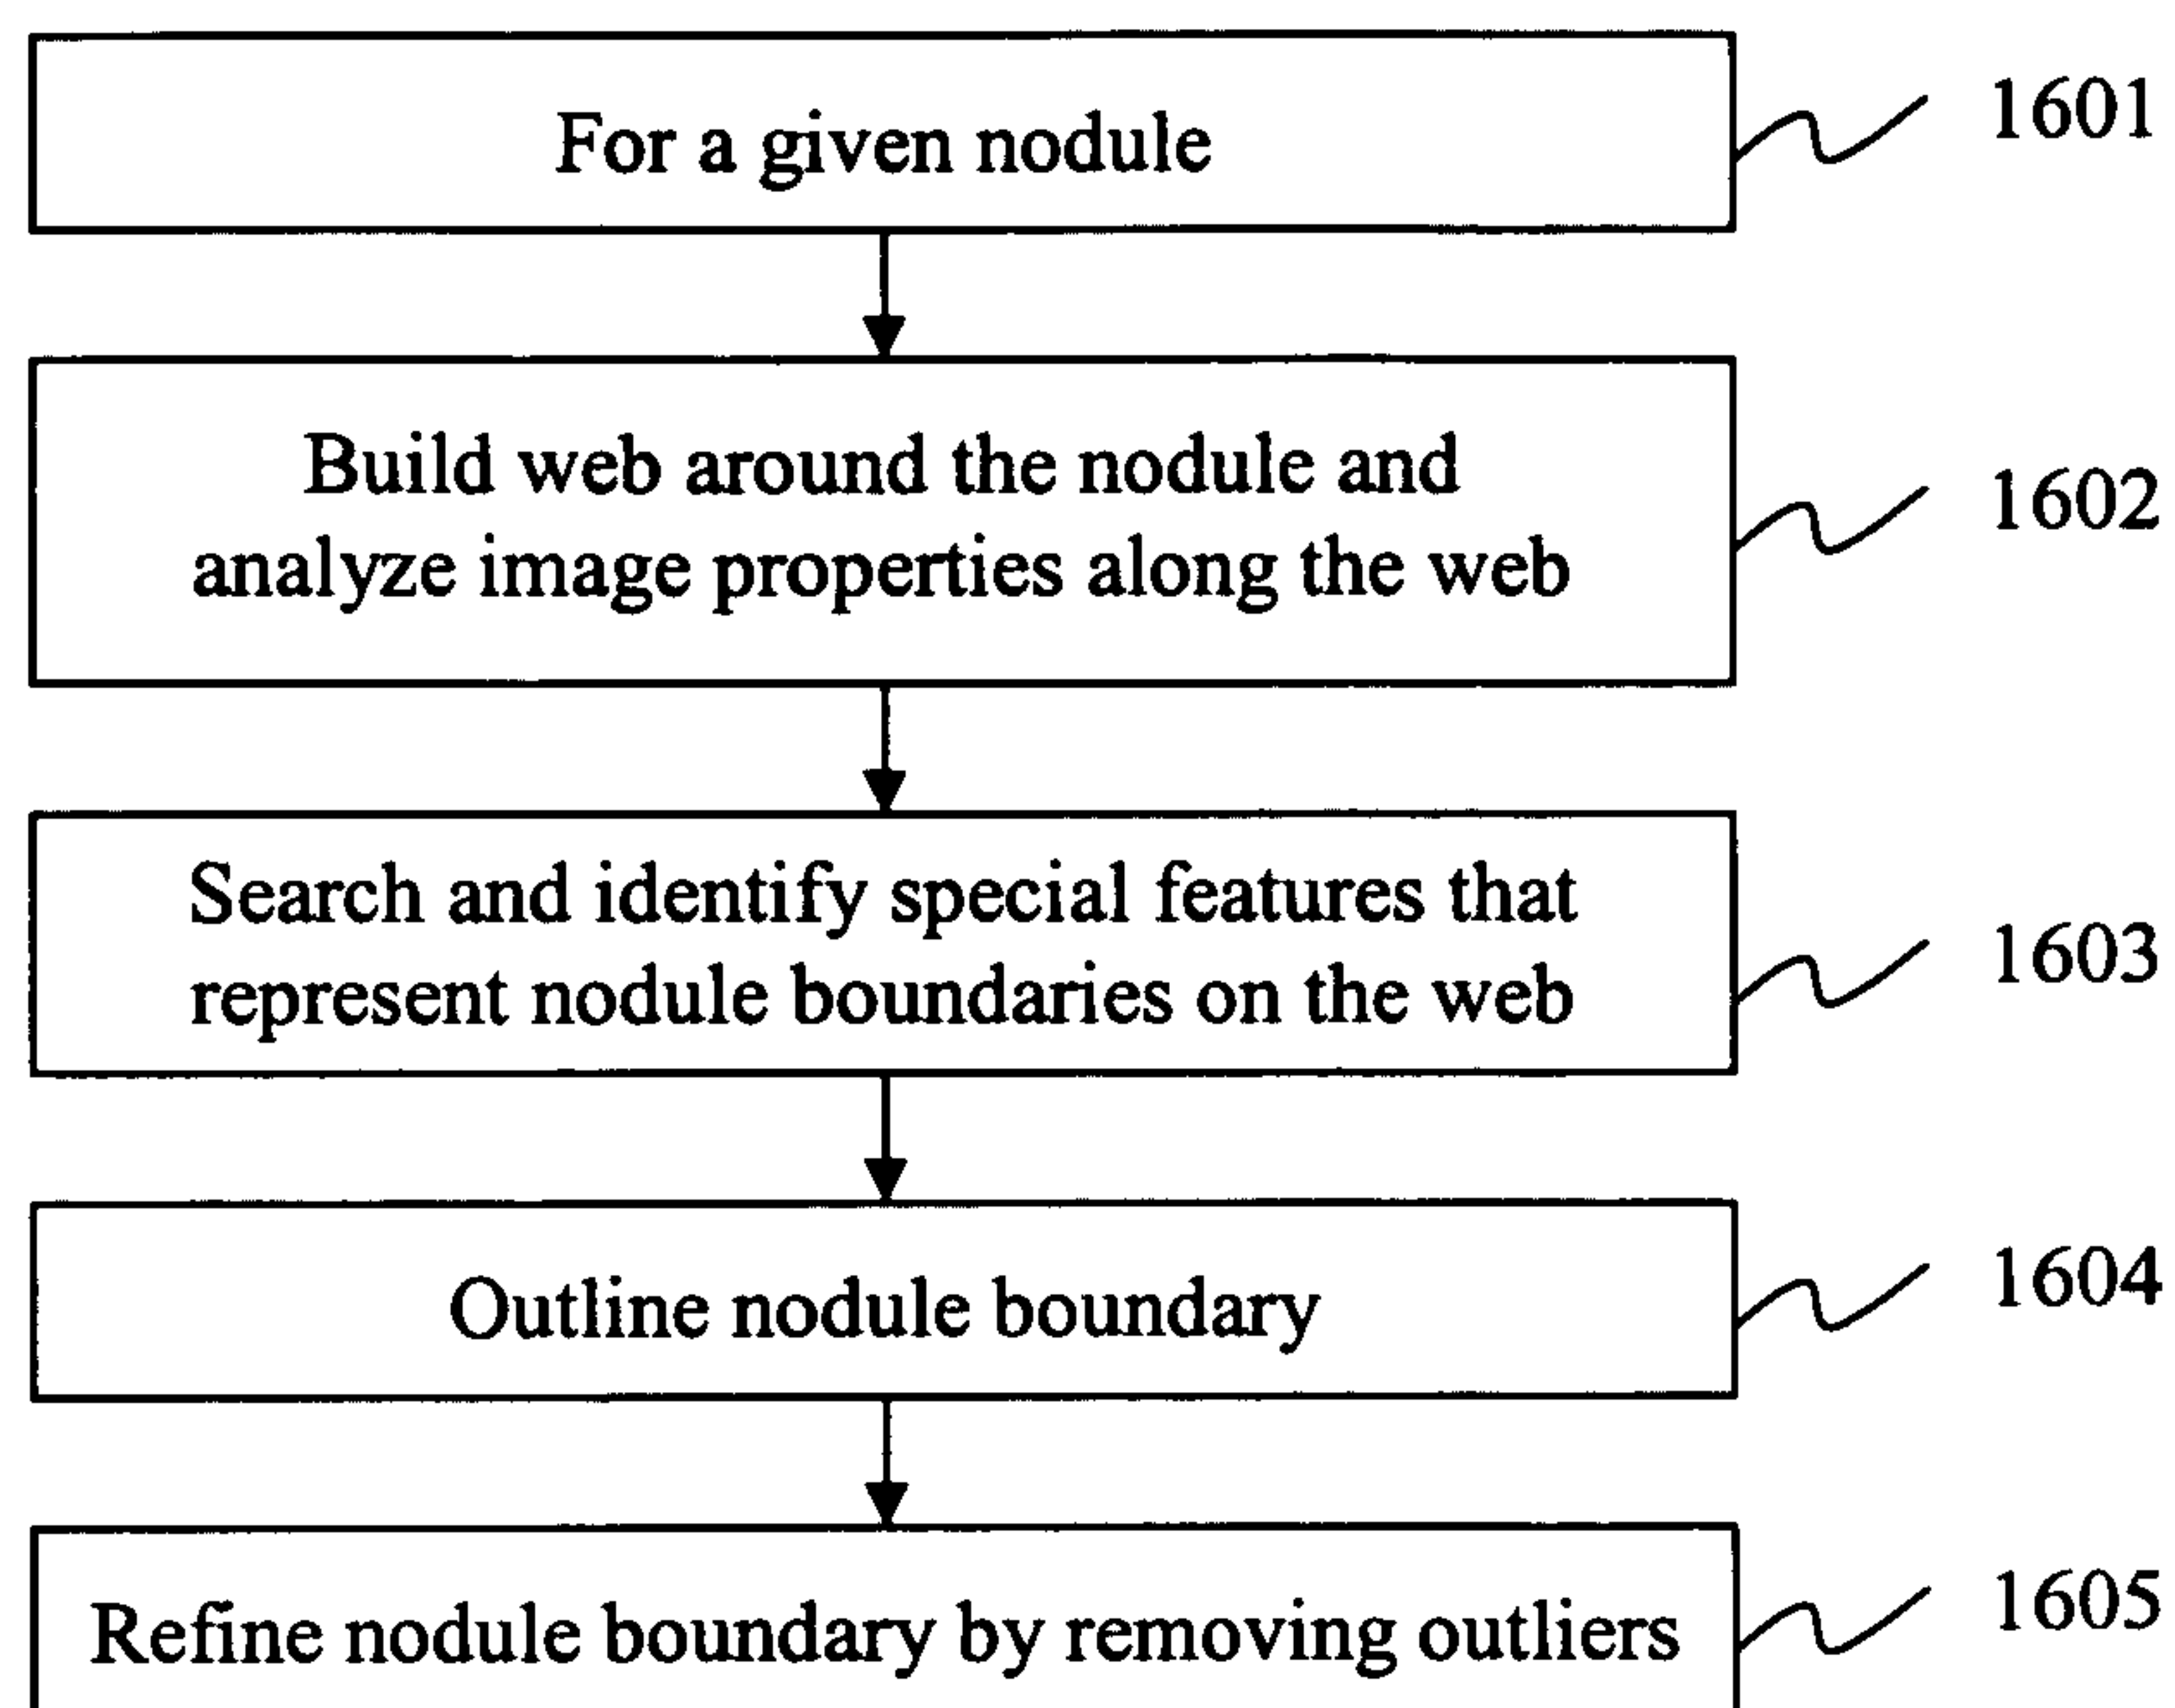 For a given nodule
1601
Build web around the nodule and
analyze image properties along the web
1602
Search and identify special features that
represent nodule boundaries on the web
1603
Outline nodule boundary
1604
Refine nodule boundary by removing outliers
1605